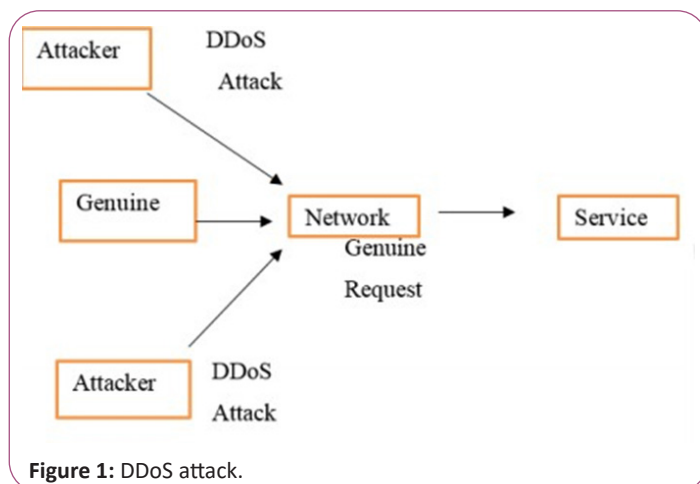 Attacker
DDoS
Attack
Genuine
Network
Service
Genuine
Request
Attacker
DDoS
Attack
Figure 1: DDoS attack.